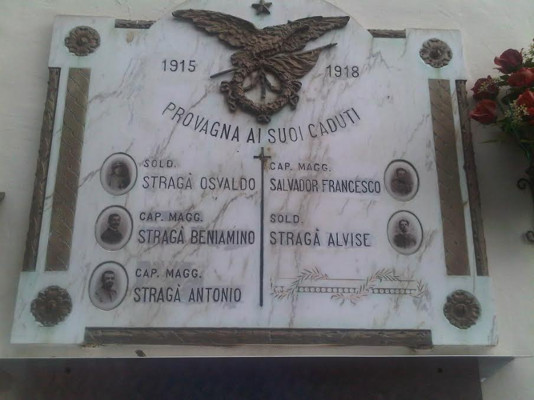 1915 1918
PROVAGNA AI SUOI CADUTI
SOLD.
STRAGÀ OSVALDO
CAP. MAGG.
STRAGÀ BENIAMINO
CAP. MAGG.
STRAGÀ ANTONIO
CAP. MAGG.
SALVADOR FRANCESCO
SOLD.
STRAGÀ ALVISE